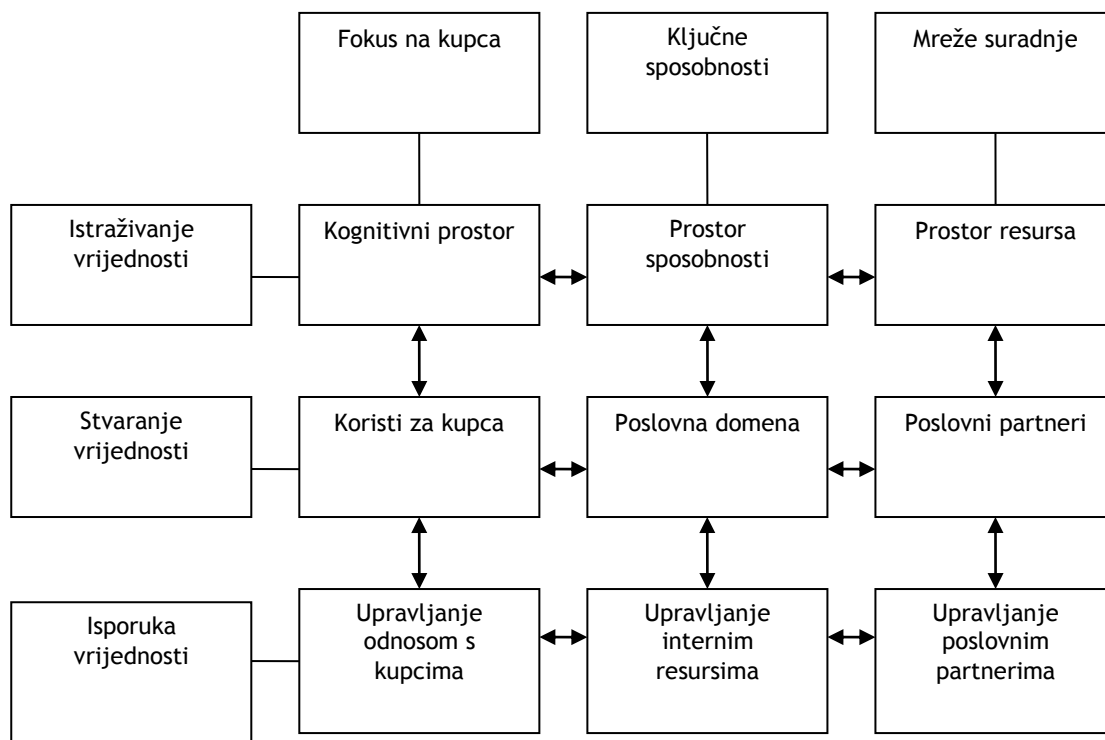 Fokus na kupca
Ključne
sposobnosti
Mreže suradnje
Istraživanje
vrijednosti
Kognitivni prostor
Prostor
sposobnosti
Prostor resursa
Stvaranje
vrijednosti
Koristi za kupca
Poslovna domena
Poslovni partneri
Isporuka
vrijednosti
Upravljanje
odnosom s
kupcima
Upravljanje
internim
resursima
Upravljanje
poslovnim
partnerima